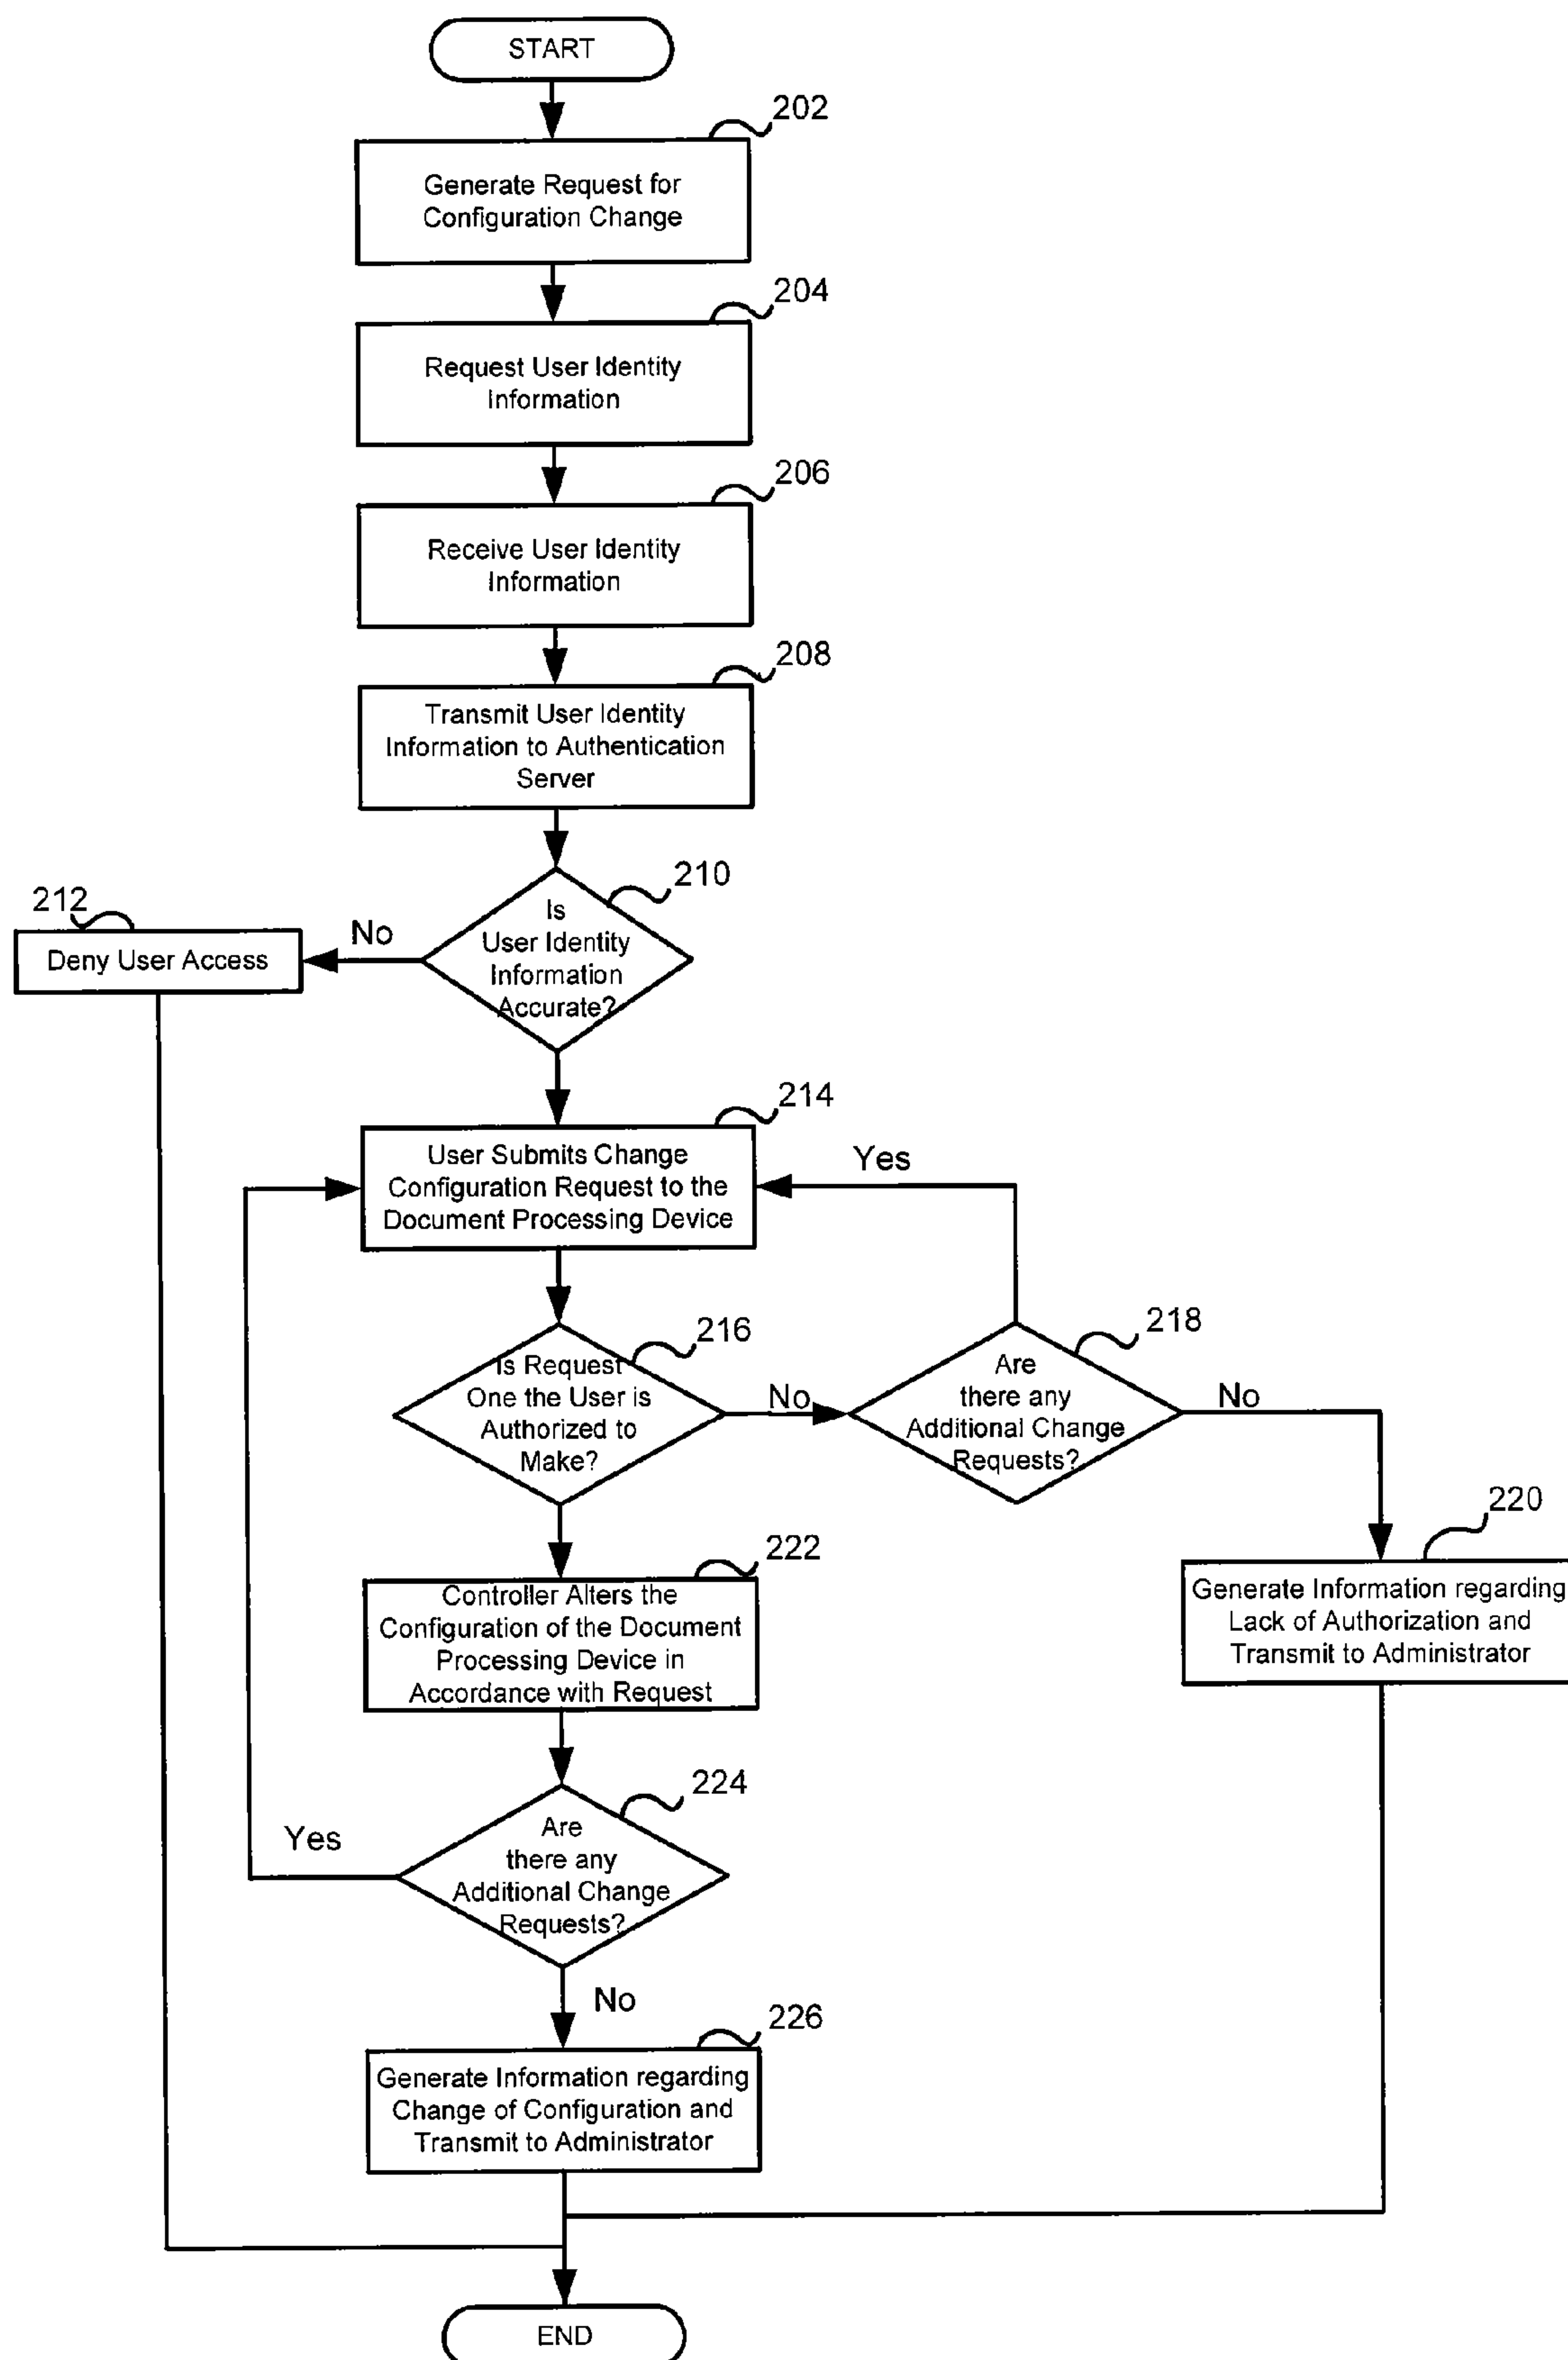 START
202
Generate Request for
Configuration Change
204
Request User Identity
Information
206
Receive User Identity
Information
208
Transmit User Identity
Information to Authentication
Server
210
Is
User Identity
Information
Accurate?
212
No
Deny User Access
214
User Submits Change
Configuration Request to the
Document Processing Device
Yes
216
Is Request
One the User is
Authorized to
Make?
No
218
Are
there any
Additional Change
Requests?
No
220
Generate Information regarding
Lack of Authorization and
Transmit to Administrator
222
Controller Alters the
Configuration of the Document
Processing Device in
Accordance with Request
224
Are
there any
Additional Change
Requests?
Yes
No
226
Generate Information regarding
Change of Configuration and
Transmit to Administrator
END